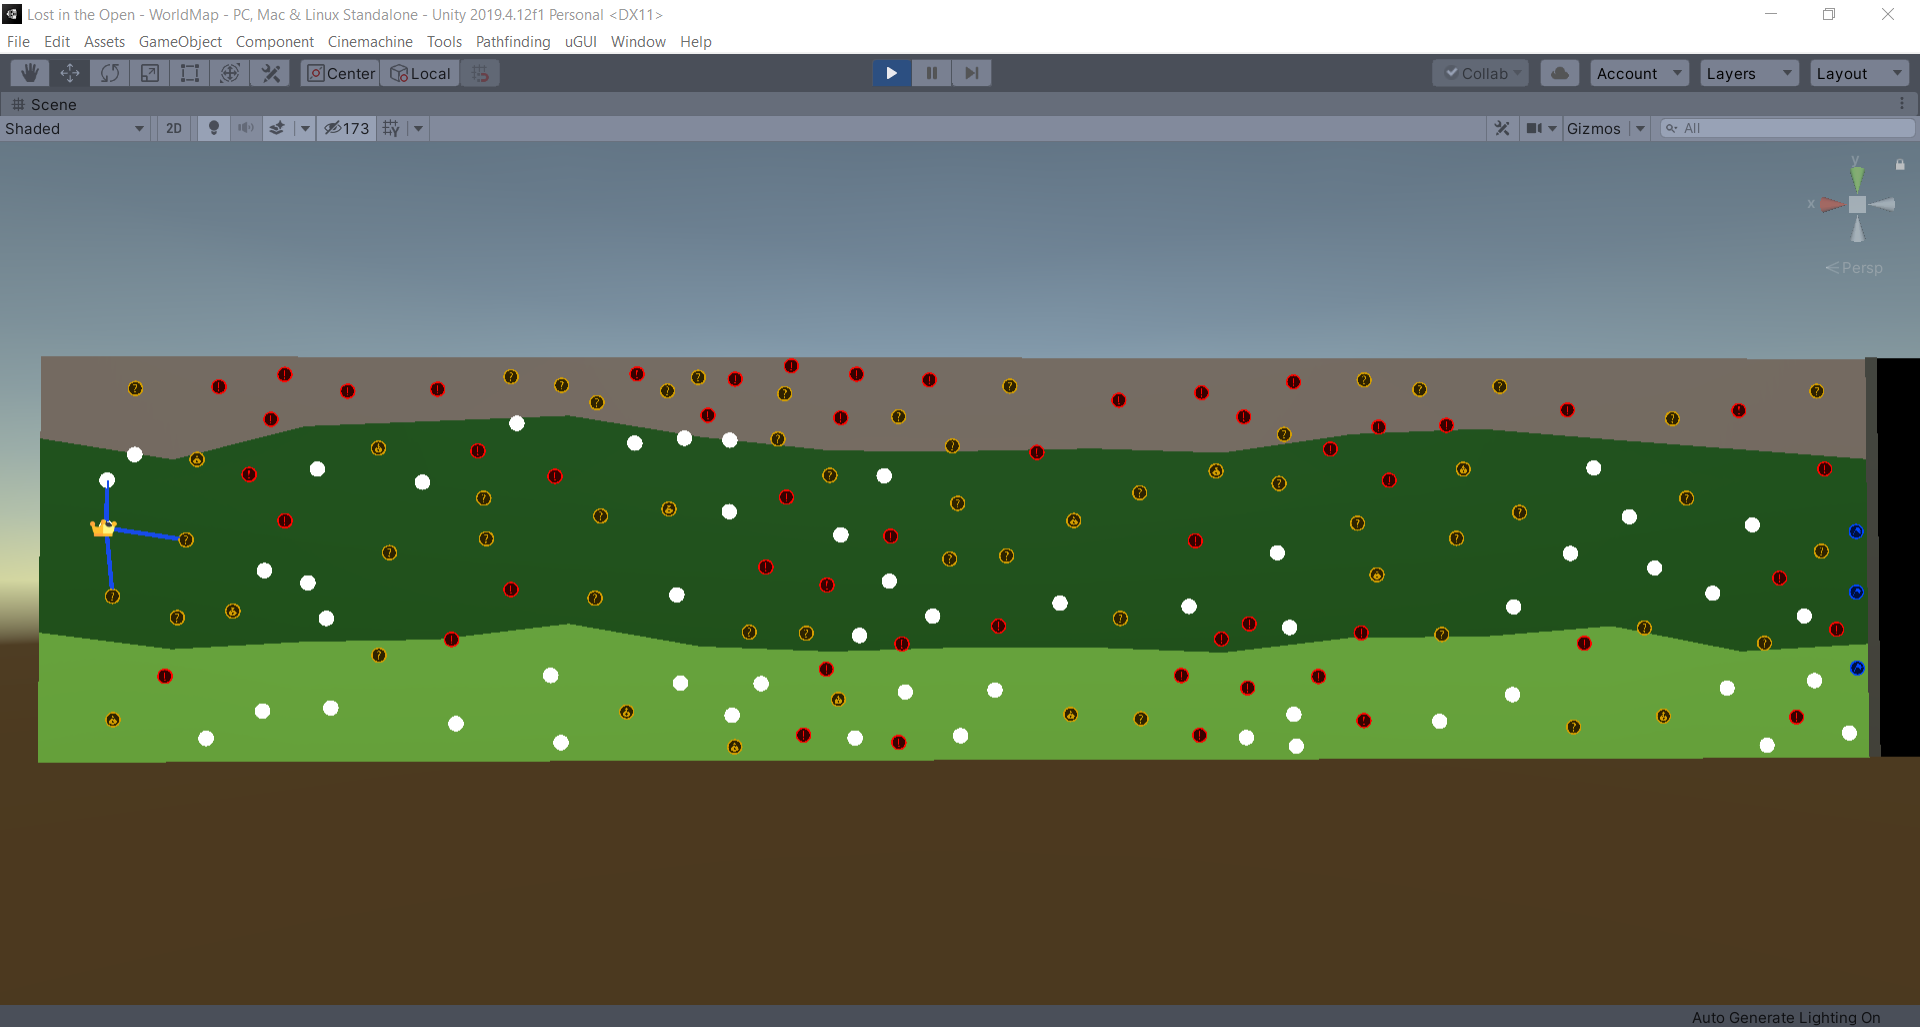 Lost in the Open - WorldMap - PC, Mac & Linux Standalone - Unity 2019.4.12f1 Personal <DX11>
File Edit Assets GameObject Component Cinemachine Tools Pathfinding uGUI Window Help
Center Local Collab Account Layers Layout
Scene
Shaded 2D 173 Gizmos All
y
x
Persp
Auto Generate Lighting On